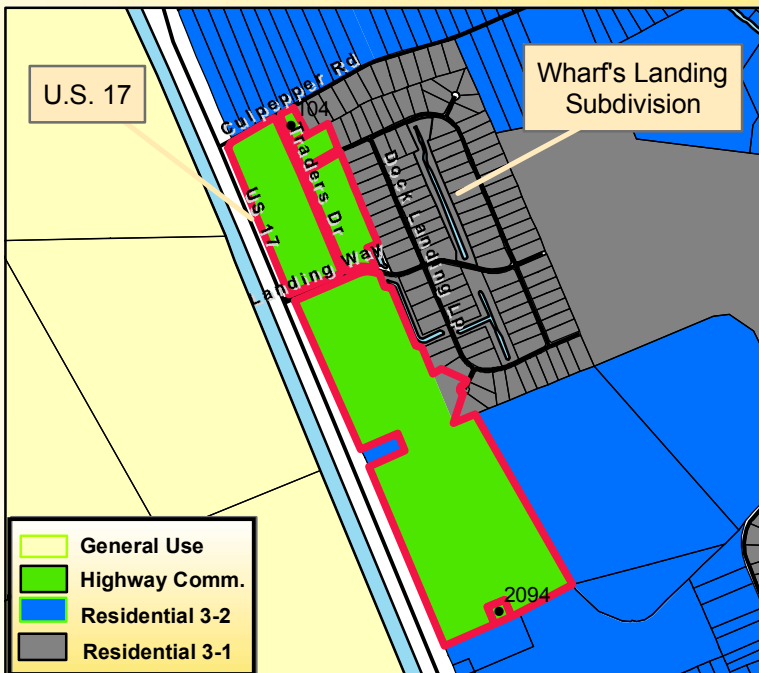 U.S. 17
Wharf's Landing
Subdivision
Culpepper Rd
104
Traders Dr
Dock Landing Lp
US 17
Landing Way
2094
General Use
Highway Comm.
Residential 3-2
Residential 3-1